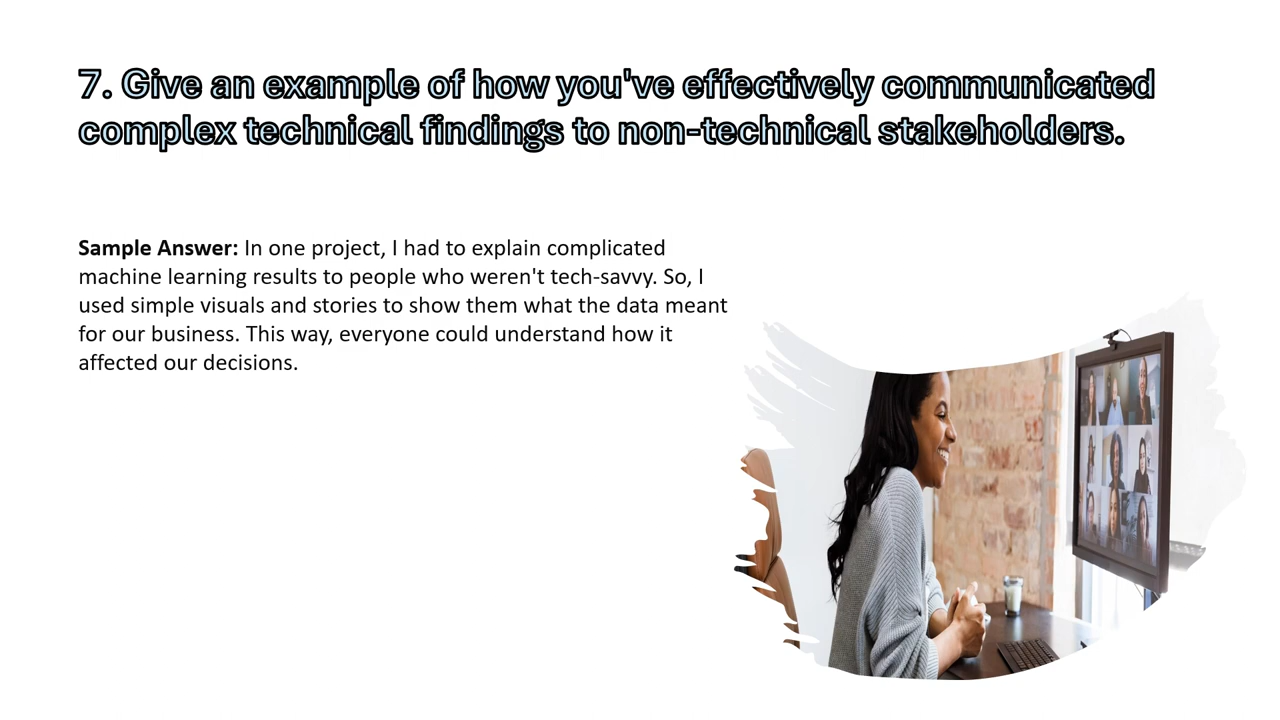 7. Give an example of how you've effectively communicated
complex technical findings to non-technical stakeholders.
Sample Answer: In one project, I had to explain complicated
machine learning results to people who weren't tech-savvy. So, I
used simple visuals and stories to show them what the data meant
for our business. This way, everyone could understand how it
affected our decisions.